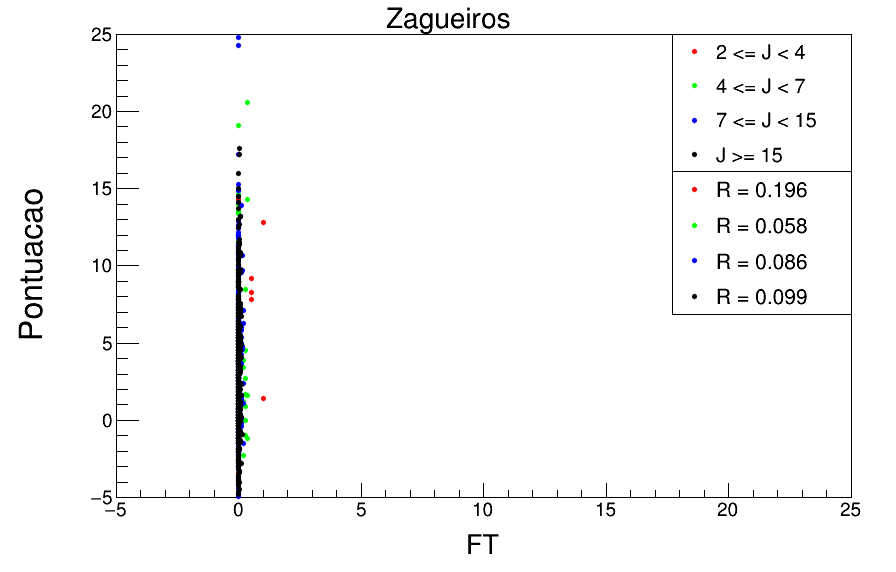 Zagueiros
25
20
15
10
5
0
−5
Pontuacao
−5
0
5
10
15
20
25
FT
2 <= J < 4
4 <= J < 7
7 <= J < 15
J >= 15
R = 0.196
R = 0.058
R = 0.086
R = 0.099